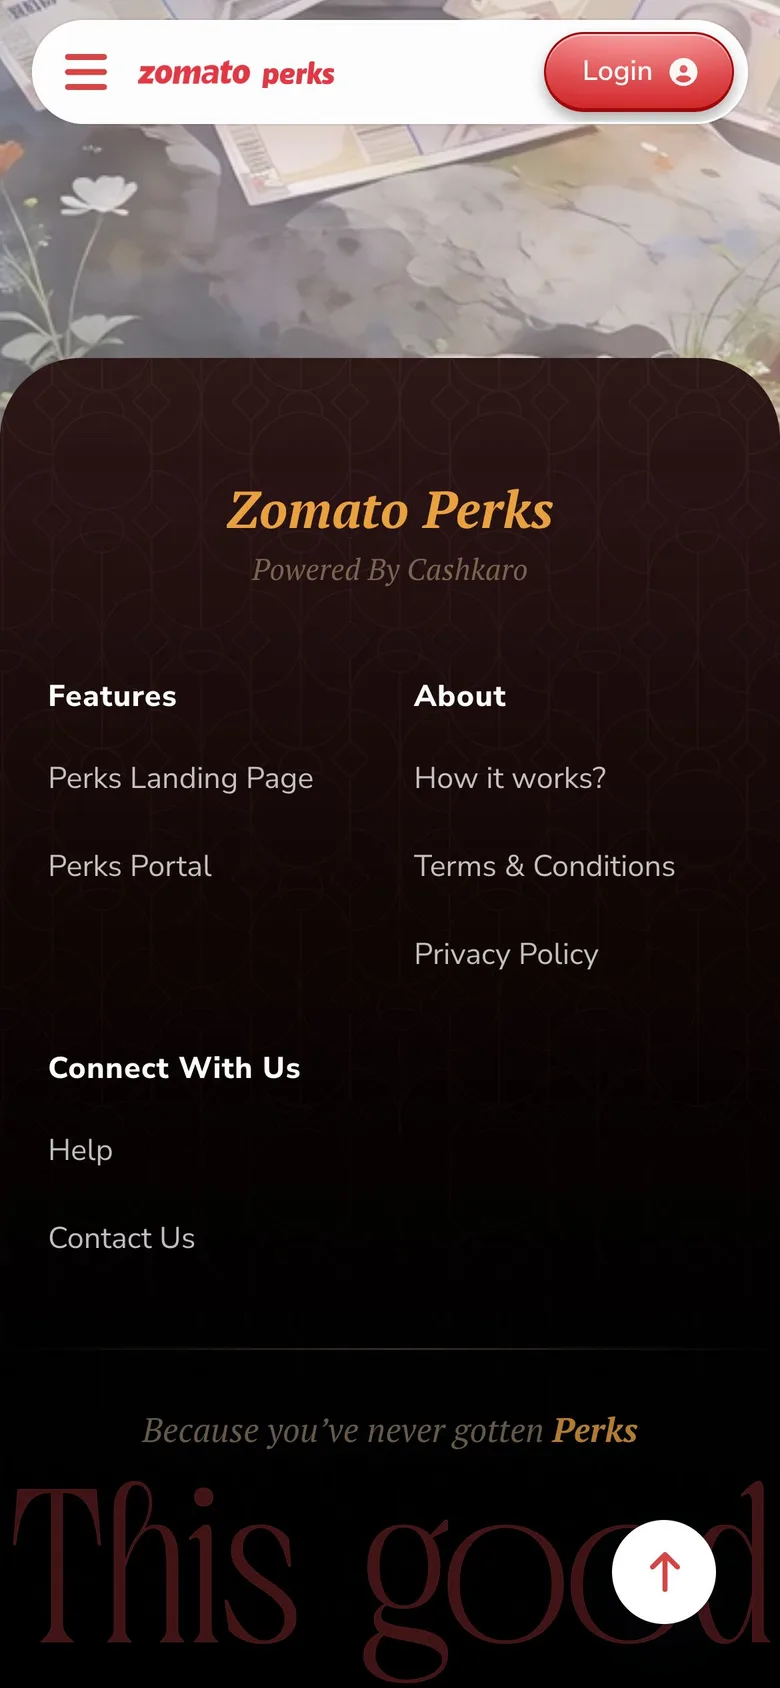 zomato perks
Login
Zomato Perks
Powered By Cashkaro
Features
Perks Landing Page
Perks Portal
About
How it works?
Terms & Conditions
Privacy Policy
Connect With Us
Help
Contact Us
Because you’ve never gotten Perks
This good